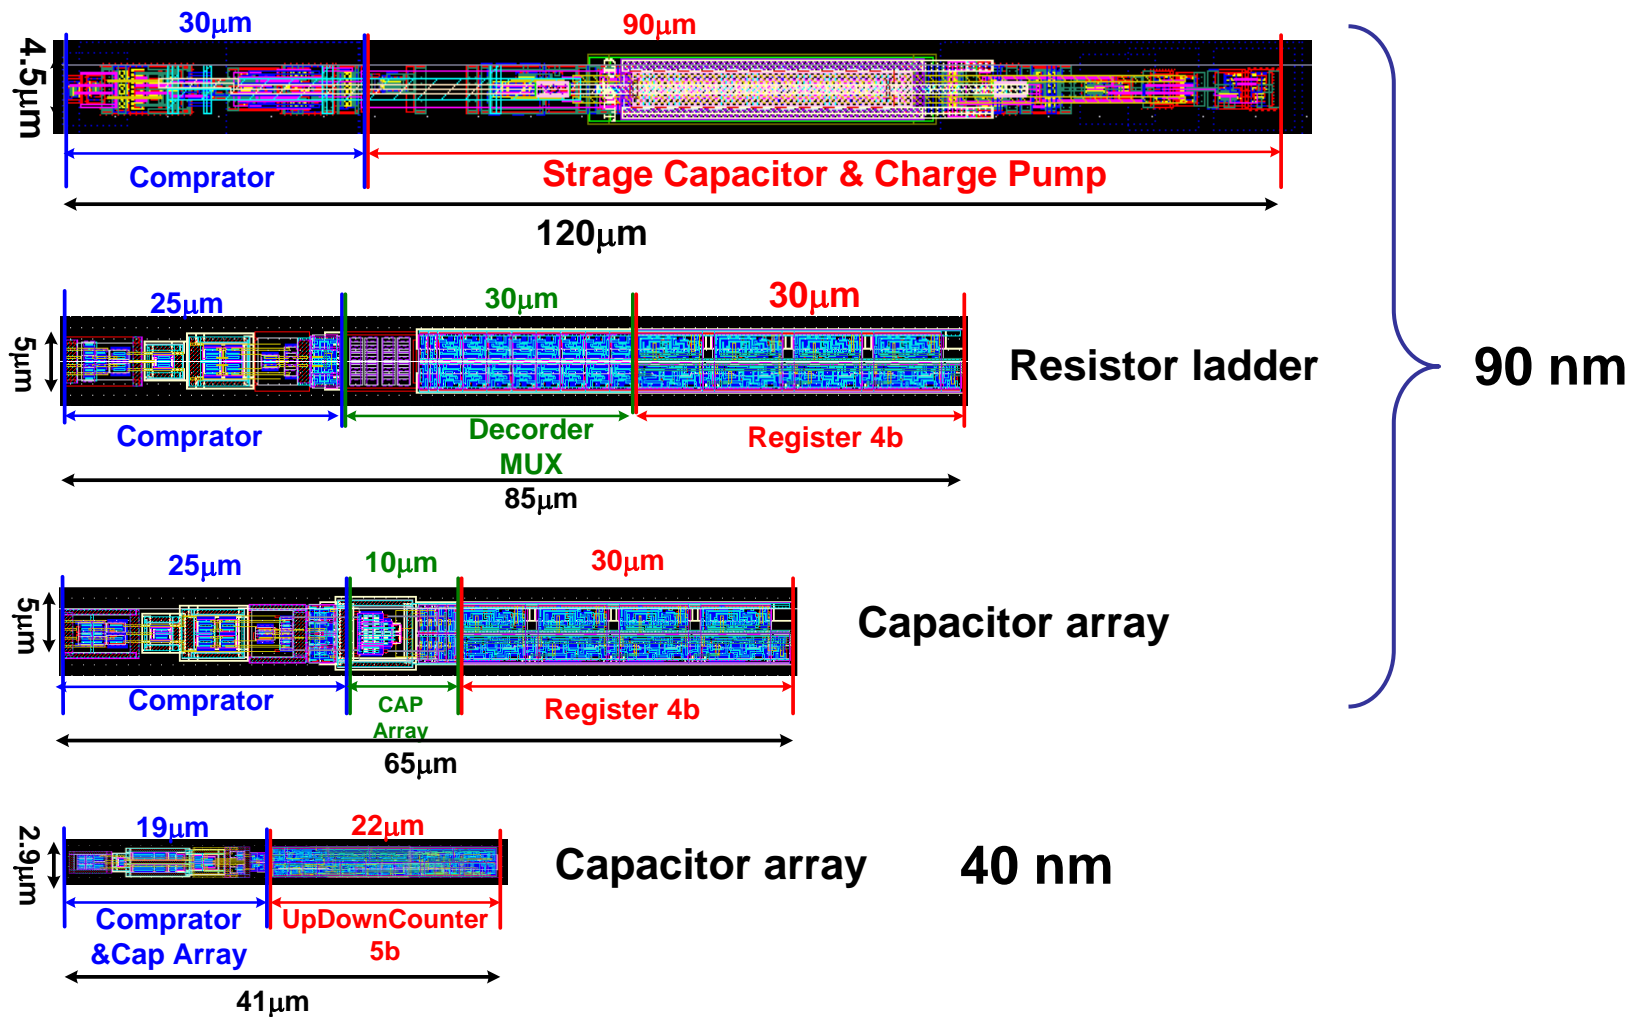 30μm
90μm
4.5μm
Comprator
Strage Capacitor & Charge Pump
120μm
25μm
30μm
30μm
5μm
Resistor ladder
90 nm
Comprator
Decorder
MUX
Register 4b
85μm
25μm
10μm
30μm
5μm
Capacitor array
Comprator
CAP
Array
Register 4b
65μm
19μm
22μm
2.9μm
Capacitor array
40 nm
Comprator
&Cap Array
UpDownCounter
5b
41μm